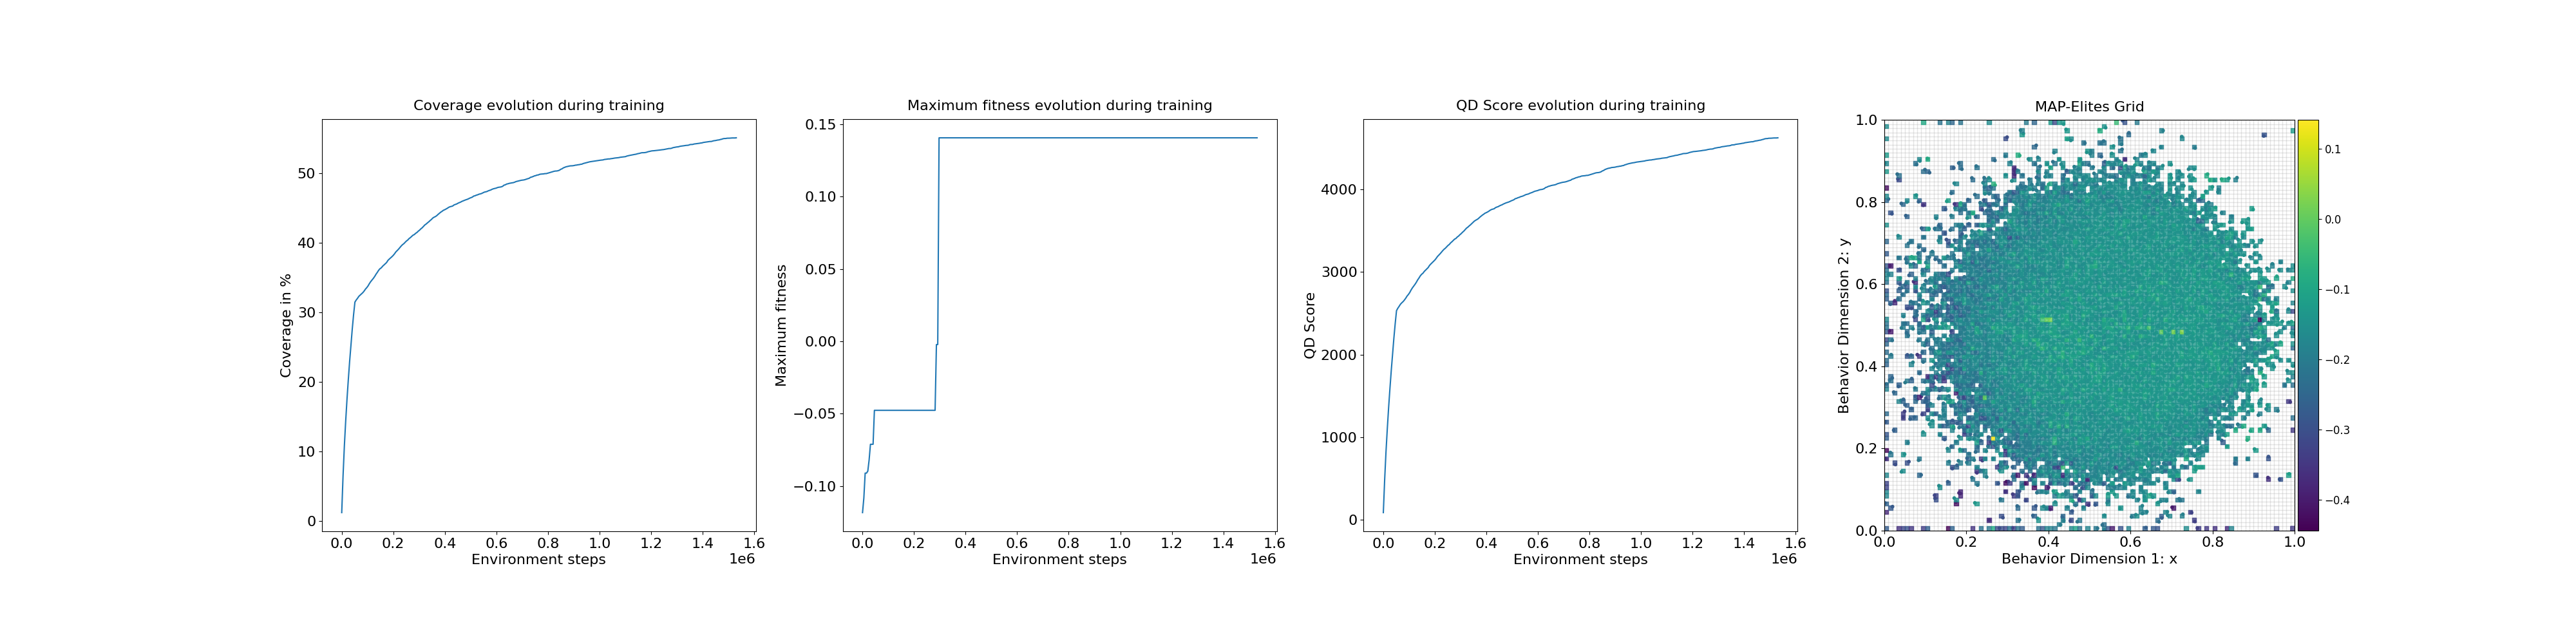 Coverage evolution during training
Coverage in %
50
40
30
20
10
0
0.0 0.2 0.4 0.6 0.8 1.0 1.2 1.4 1.6
1e6
Environment steps
Maximum fitness evolution during training
Maximum fitness
0.15
0.10
0.05
0.00
−0.05
−0.10
0.0 0.2 0.4 0.6 0.8 1.0 1.2 1.4 1.6
1e6
Environment steps
QD Score evolution during training
QD Score
4000
3000
2000
1000
0
0.0 0.2 0.4 0.6 0.8 1.0 1.2 1.4 1.6
1e6
Environment steps
MAP-Elites Grid
Behavior Dimension 2: y
1.0
0.8
0.6
0.4
0.2
0.0
0.0 0.2 0.4 0.6 0.8 1.0
Behavior Dimension 1: x
0.1
0.0
−0.1
−0.2
−0.3
−0.4